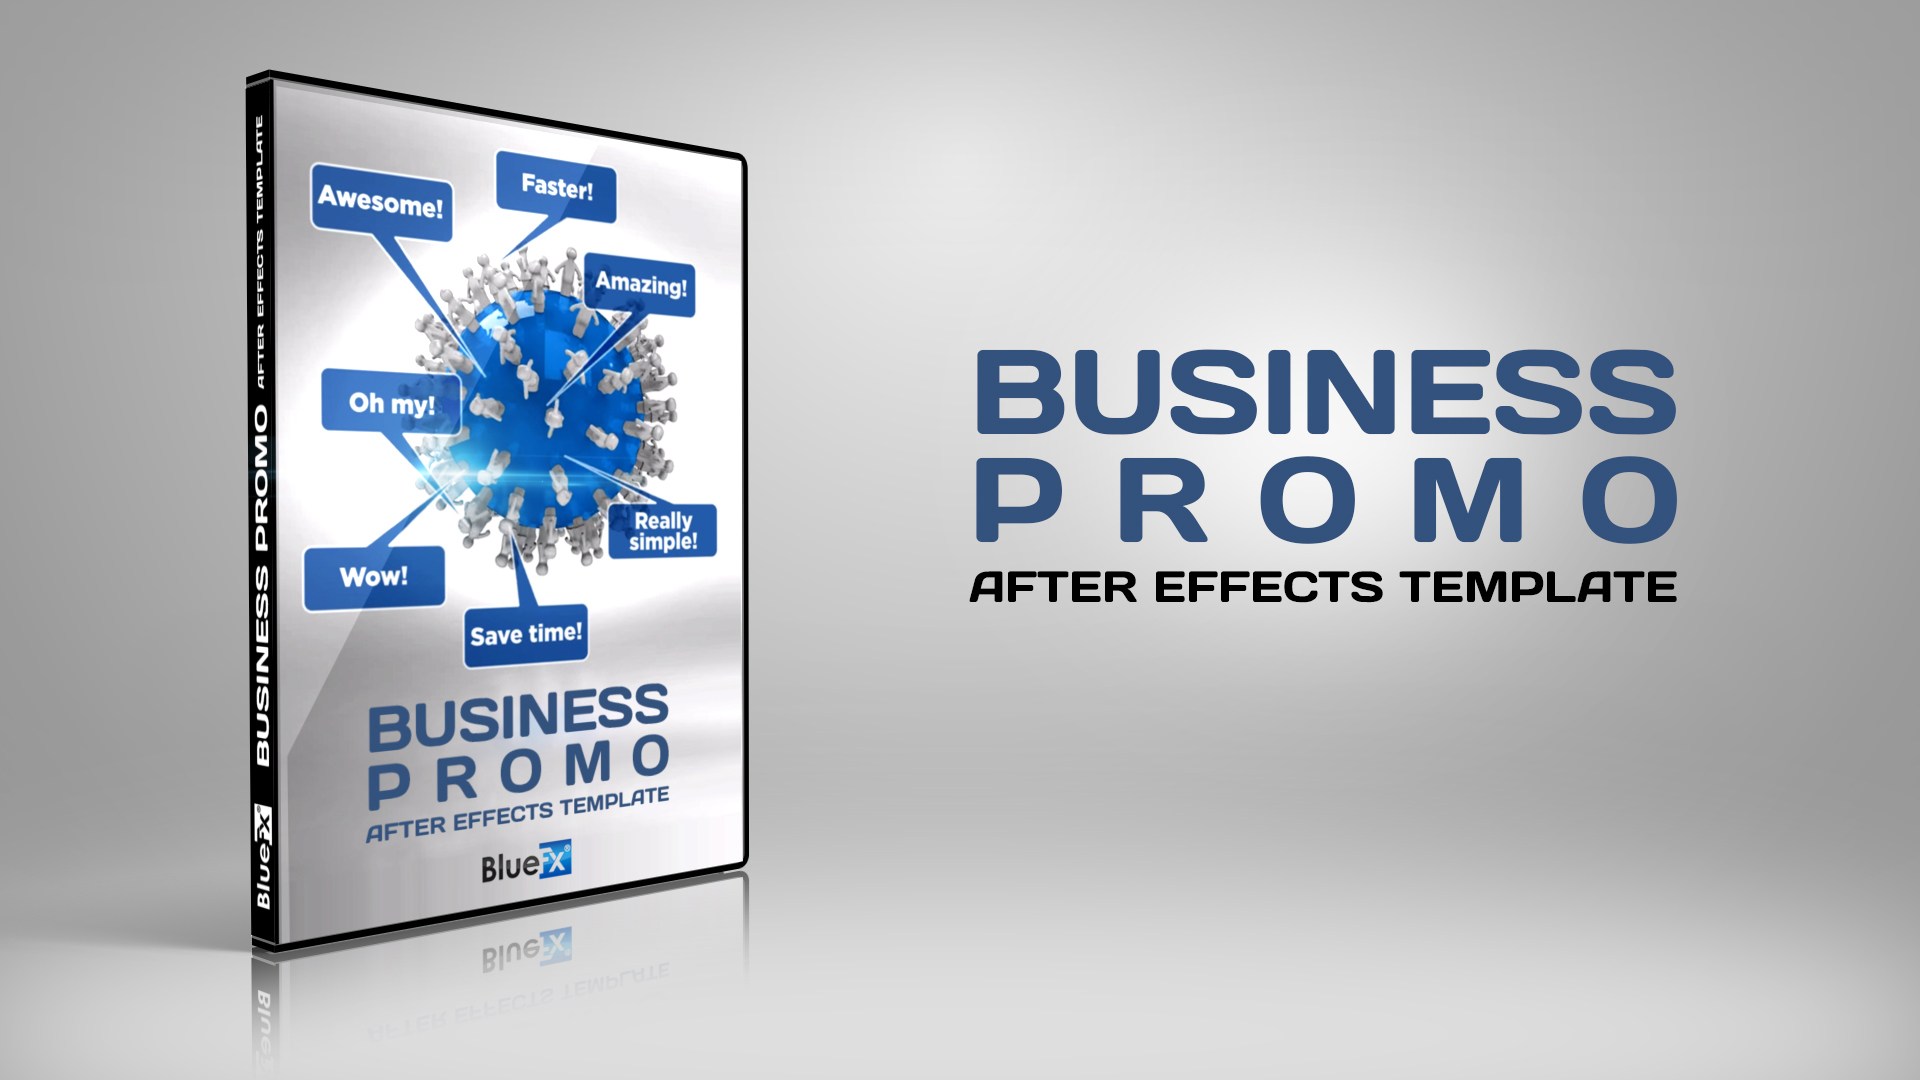 BUSINESS PROMO AFTER EFFECTS TEMPLATE
BlueFX®
Awesome!
Faster!
Amazing!
Oh my!
Really
simple!
Wow!
Save time!
BUSINESS
PROMO
AFTER EFFECTS TEMPLATE
BlueFX®
BUSINESS
PROMO
AFTER EFFECTS TEMPLATE